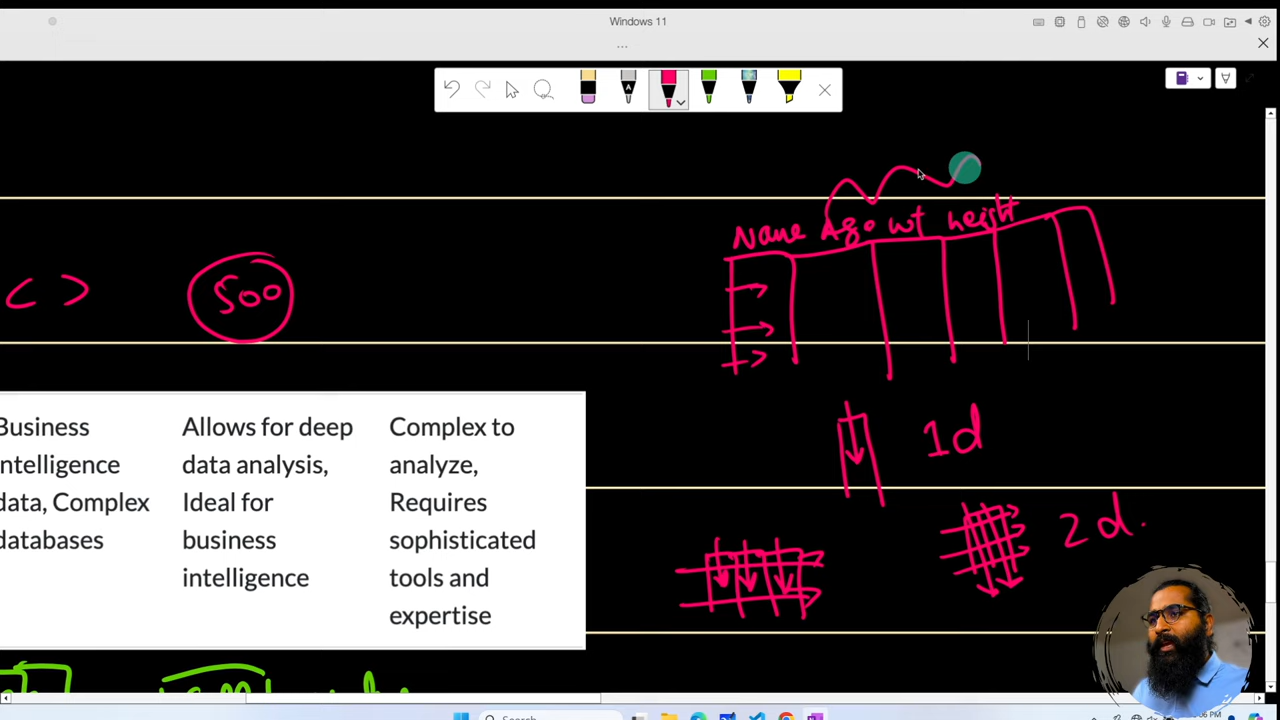 Windows 11
...
Name Age wt height
< > 500
1d
2d.
Business
intelligence
data, Complex
databases
Allows for deep
data analysis,
Ideal for
business
intelligence
Complex to
analyze,
Requires
sophisticated
tools and
expertise
Search